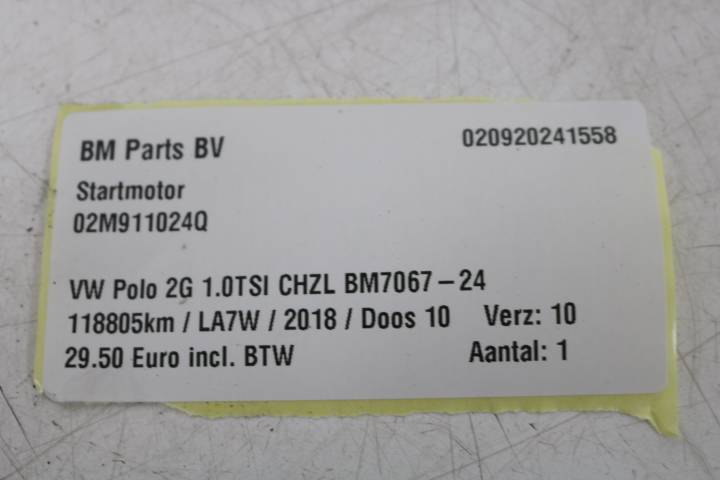 BM Parts BV 020920241558
Startmotor
02M911024Q
VW Polo 2G 1.0TSI CHZL BM7067-24
118805km / LA7W / 2018 / Doos 10 Verz: 10
29.50 Euro incl. BTW Aantal: 1